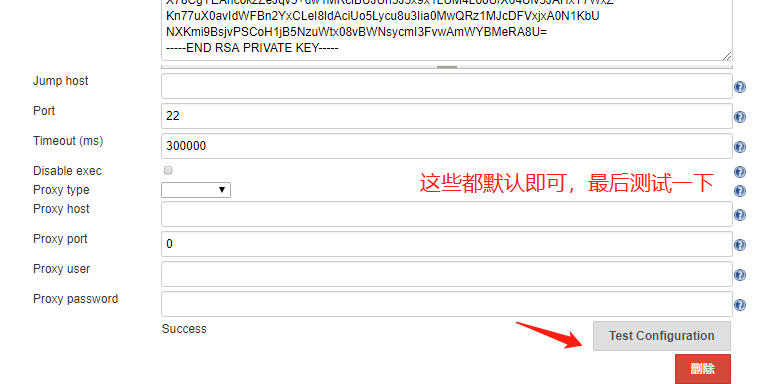 Kn77uX0avIdWFBn2YxCLeI8IdAciUo5Lycu8u3Iia0MwQRz1MJcDFVxjxA0N1KbU
NXKmi9BsjvPSCoH1jB5NzuWtx08vBWNsycmI3FvwAmWYBMeRA8U=
-----END RSA PRIVATE KEY-----
Jump host
Port
22
Timeout (ms)
300000
Disable exec
这些都默认即可，最后测试一下
Proxy type
Proxy host
Proxy port
0
Proxy user
Proxy password
Success
Test Configuration
删除